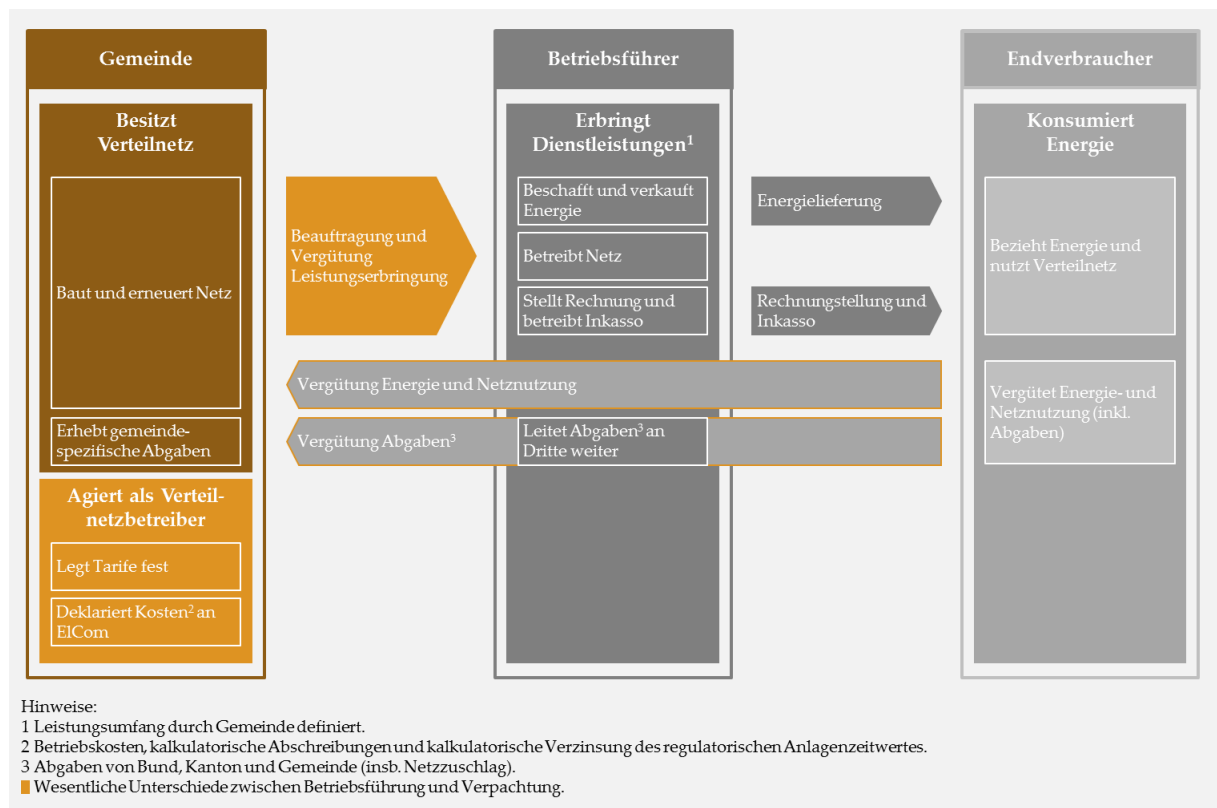 Gemeinde
Besitzt
Verteilnetz
Baut und erneuert Netz
Erhebt gemeinde-
spezifische Abgaben
Agiert als Verteil-
netzbetreiber
Legt Tarife fest
Deklariert Kosten² an
ElCom
Beauftragung und
Vergütung
Leistungserbringung
Betriebsführer
Erbringt
Dienstleistungen¹
Beschafft und verkauft
Energie
Betreibt Netz
Stellt Rechnung und
betreibt Inkasso
Energielieferung
Rechnungstellung und
Inkasso
Vergütung Energie und Netznutzung
Vergütung Abgaben³
Leitet Abgaben³ an
Dritte weiter
Endverbraucher
Konsumiert
Energie
Bezieht Energie und
nutzt Verteilnetz
Vergütet Energie- und
Netznutzung (inkl.
Abgaben)
Hinweise:
1 Leistungsumfang durch Gemeinde definiert.
2 Betriebskosten, kalkulatorische Abschreibungen und kalkulatorische Verzinsung des regulatorischen Anlagenzeitwertes.
3 Abgaben von Bund, Kanton und Gemeinde (insb. Netzzuschlag).
Wesentliche Unterschiede zwischen Betriebsführung und Verpachtung.